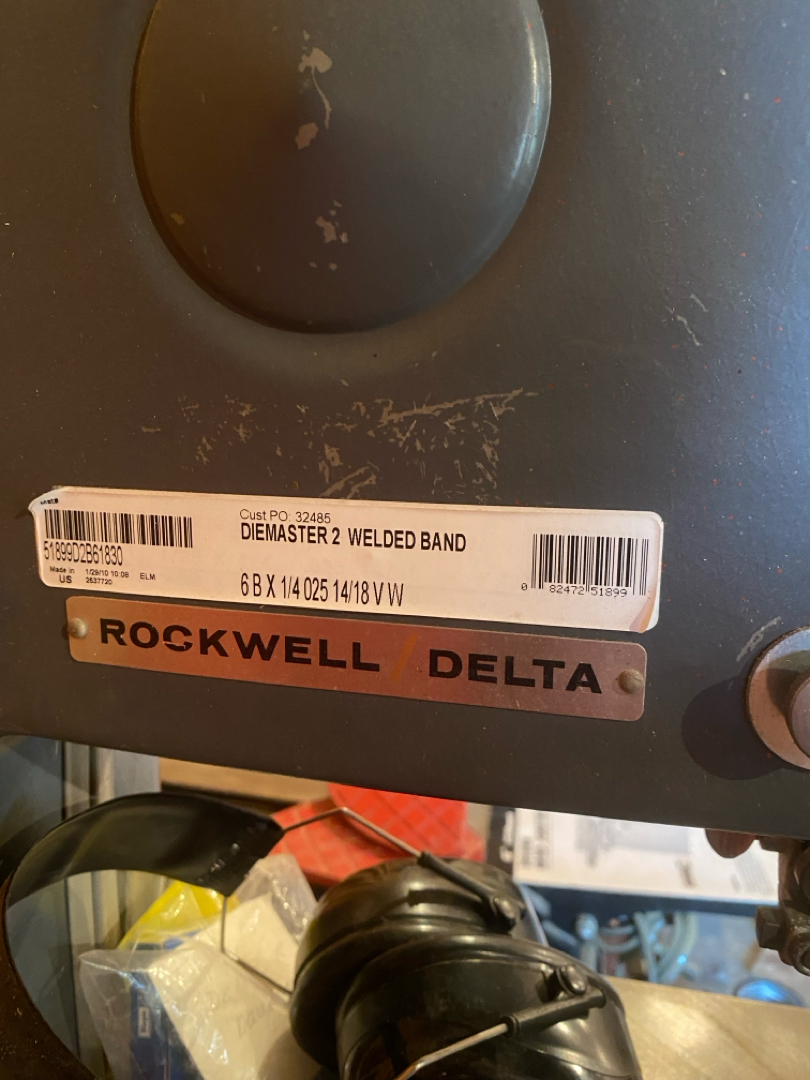 Cust PO: 32485
DIEMASTER 2 WELDED BAND
51899D2B61830
Made in US
1/29/10 10:08 ELM
2637720
6 B X 1/4 025 14/18 V W
0 82472 51899
ROCKWELL / DELTA